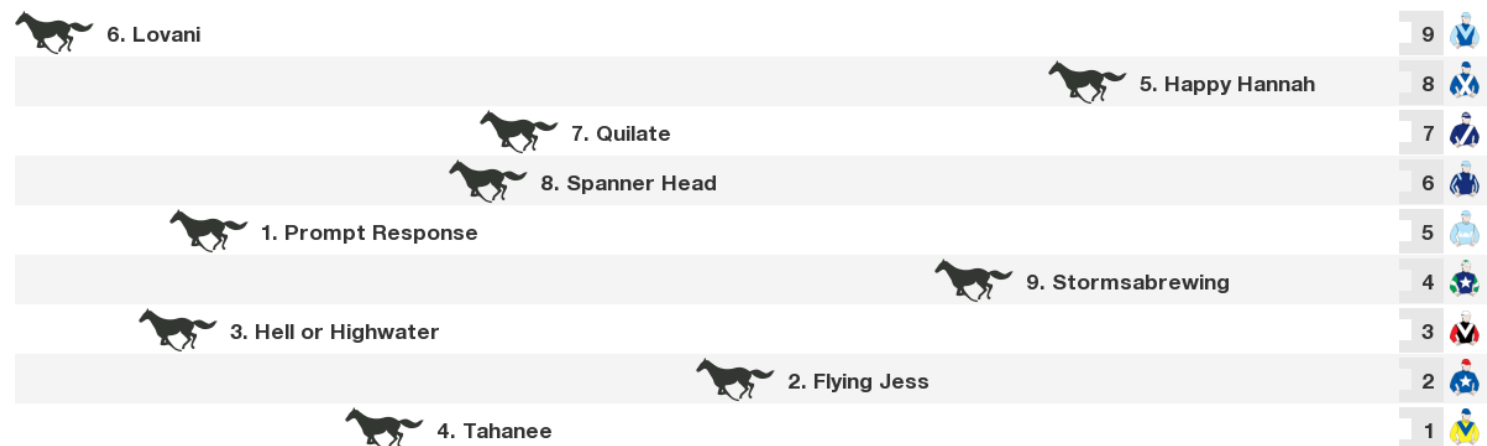 6. Lovani 9
5. Happy Hannah 8
7. Quilate 7
8. Spanner Head 6
1. Prompt Response 5
9. Stormsabrewing 4
3. Hell or Highwater 3
2. Flying Jess 2
4. Tahanee 1